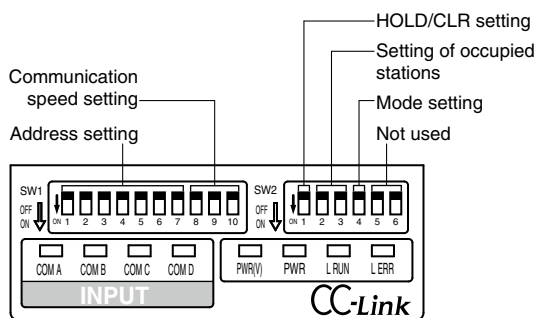 HOLD/CLR setting
Setting of occupied
stations
Communication
speed setting
Mode setting
Address setting
Not used
SW1
OFF
ON
ON 1 2 3 4 5 6 7 8 9 10
SW2
OFF
ON
ON 1 2 3 4 5 6
COM A COM B COM C COM D
PWR(V) PWR L RUN L ERR
INPUT
CC-Link